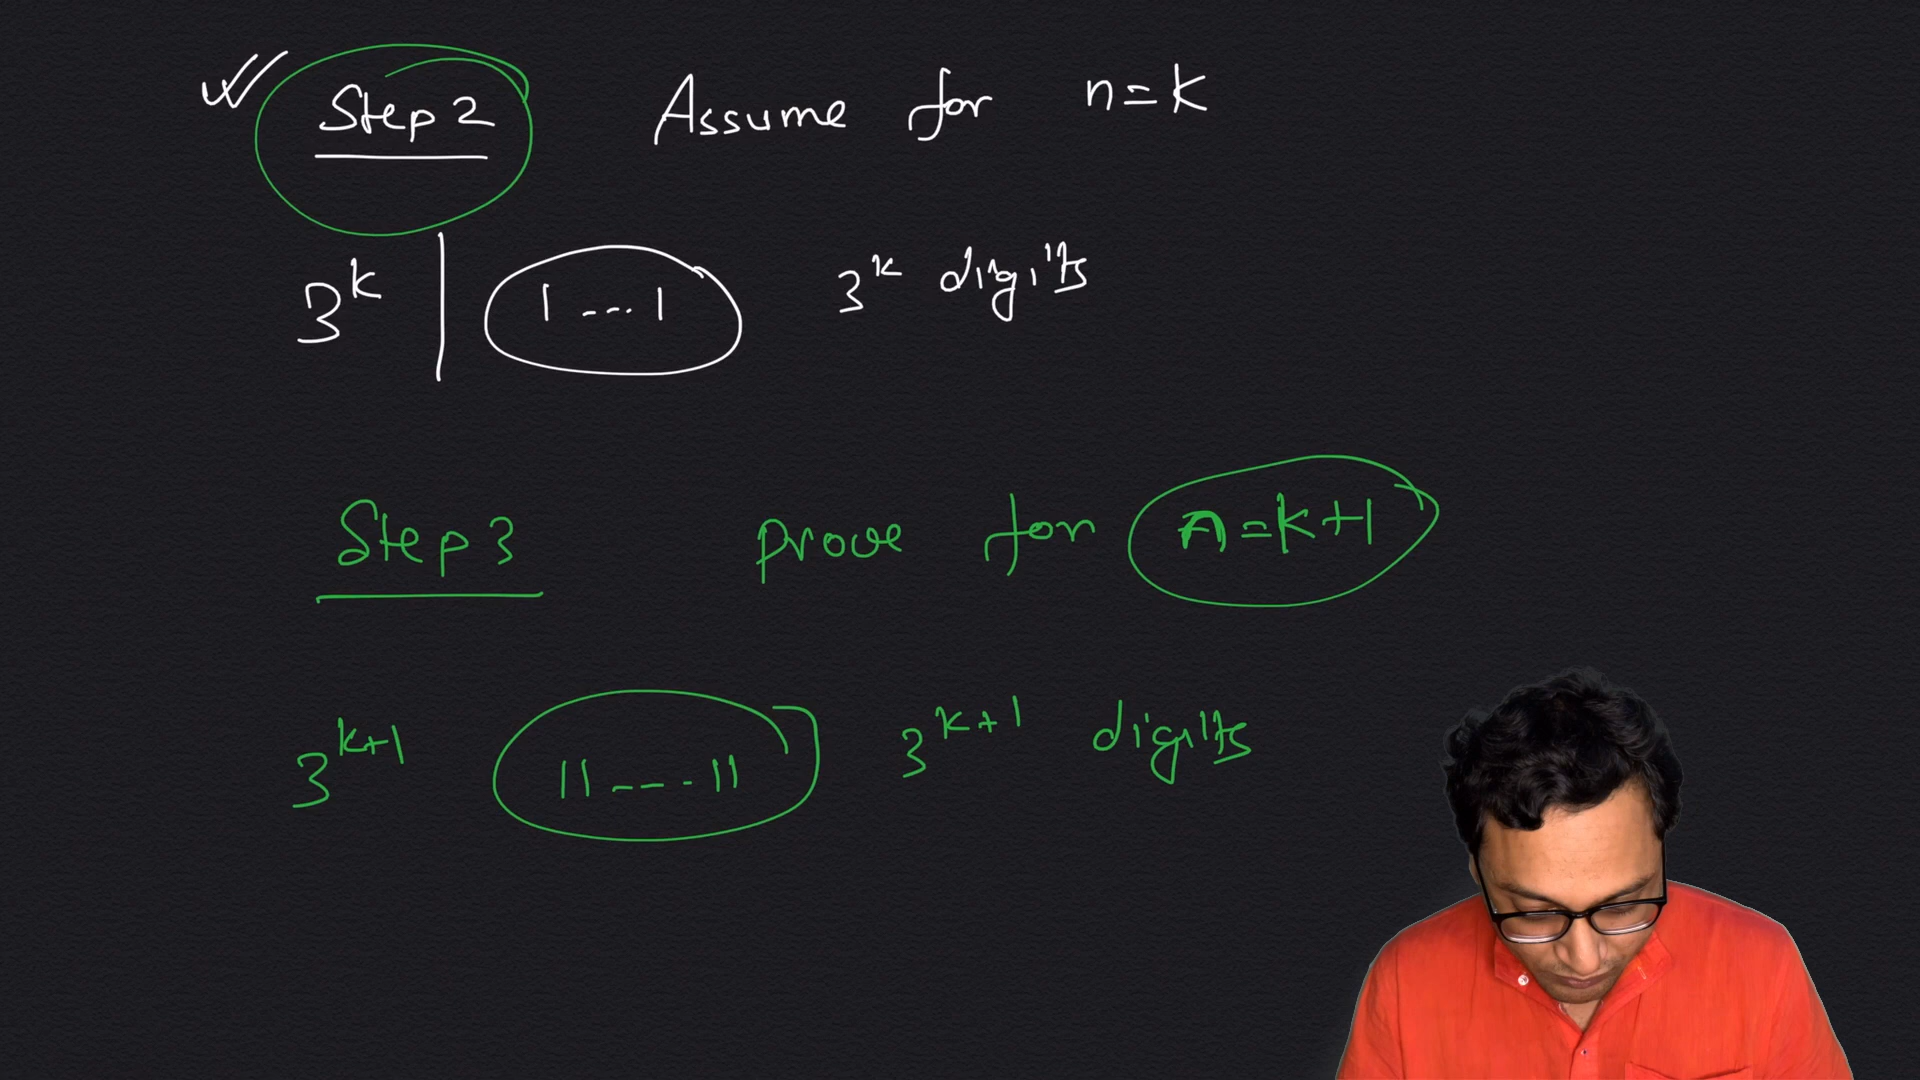 Step 2 Assume for n=k
3^k | 1 --- 1 3^k digits
Step 3 prove for n=k+1
3^k+1 11 --- 11 3^k+1 digits